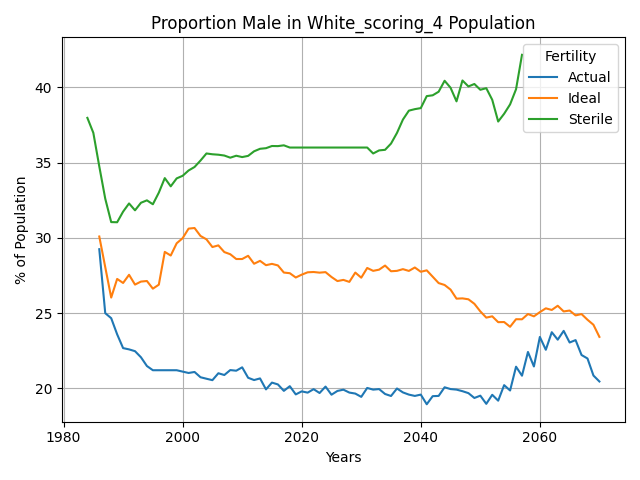 Proportion Male in White_scoring_4 Population
Fertility
Actual
Ideal
Sterile
% of Population
40
35
30
25
20
1980
2000
2020
2040
2060
Years